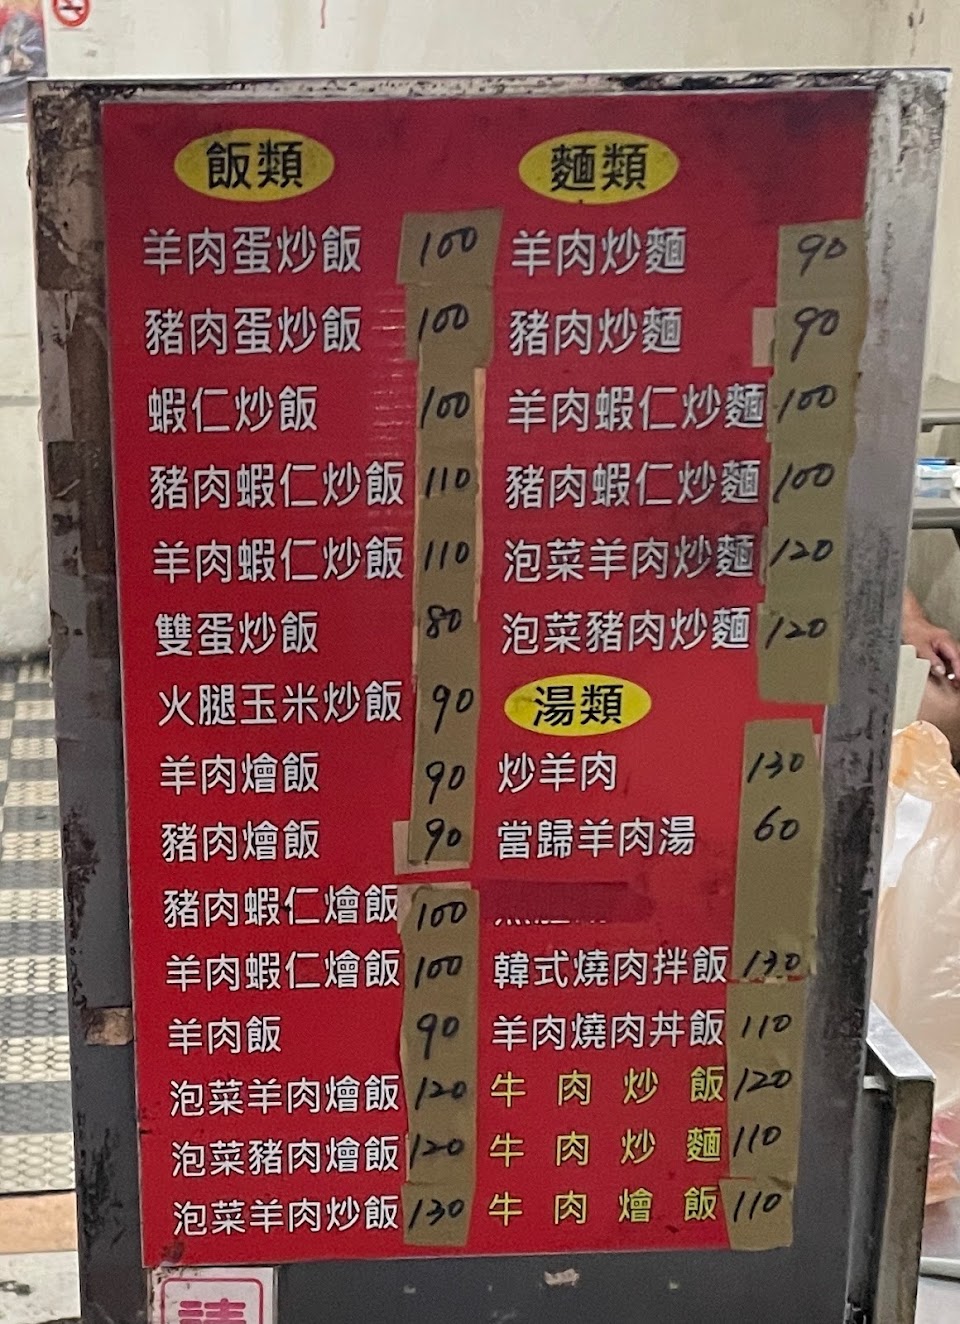 飯類
羊肉蛋炒飯 100
豬肉蛋炒飯 100
蝦仁炒飯 100
豬肉蝦仁炒飯 110
羊肉蝦仁炒飯 110
雙蛋炒飯 80
火腿玉米炒飯 90
羊肉燴飯 90
豬肉燴飯 90
豬肉蝦仁燴飯 100
羊肉蝦仁燴飯 100
羊肉飯 90
泡菜羊肉燴飯 120
泡菜豬肉燴飯 120
泡菜羊肉炒飯 130
麵類
羊肉炒麵 90
豬肉炒麵 90
羊肉蝦仁炒麵 100
豬肉蝦仁炒麵 100
泡菜羊肉炒麵 120
泡菜豬肉炒麵 120
湯類
炒羊肉 130
當歸羊肉湯 60
韓式燒肉拌飯 130
羊肉燒肉丼飯 110
牛肉炒飯 120
牛肉炒麵 110
牛肉燴飯 110
請